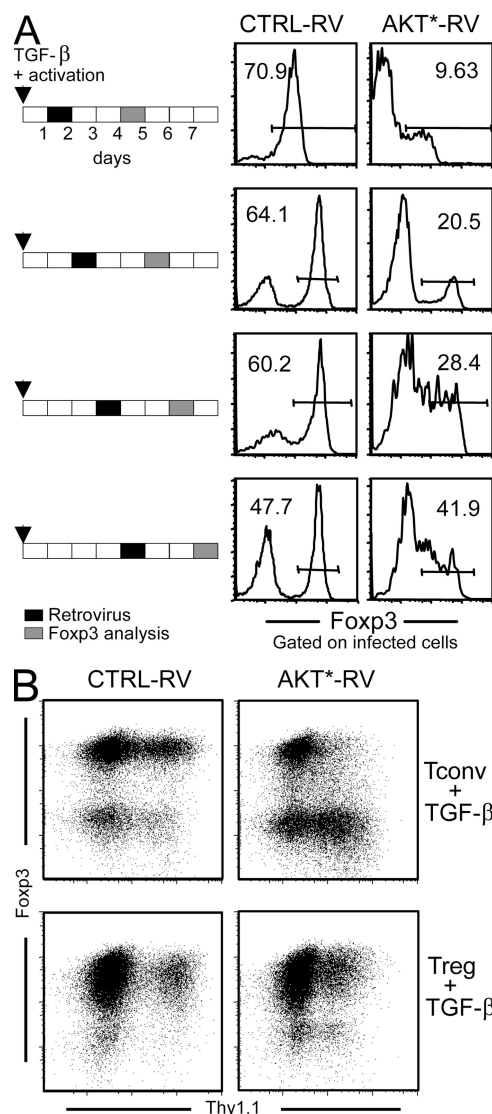 A
CTRL-RV AKT*-RV
TGF-β
+ activation
70.9 9.63
1 2 3 4 5 6 7
days
64.1 20.5
60.2 28.4
47.7 41.9
Retrovirus
Foxp3 analysis
Foxp3
Gated on infected cells
B
CTRL-RV AKT*-RV
Tconv
+
TGF-β
Foxp3
Treg
+
TGF-β
Thy1.1